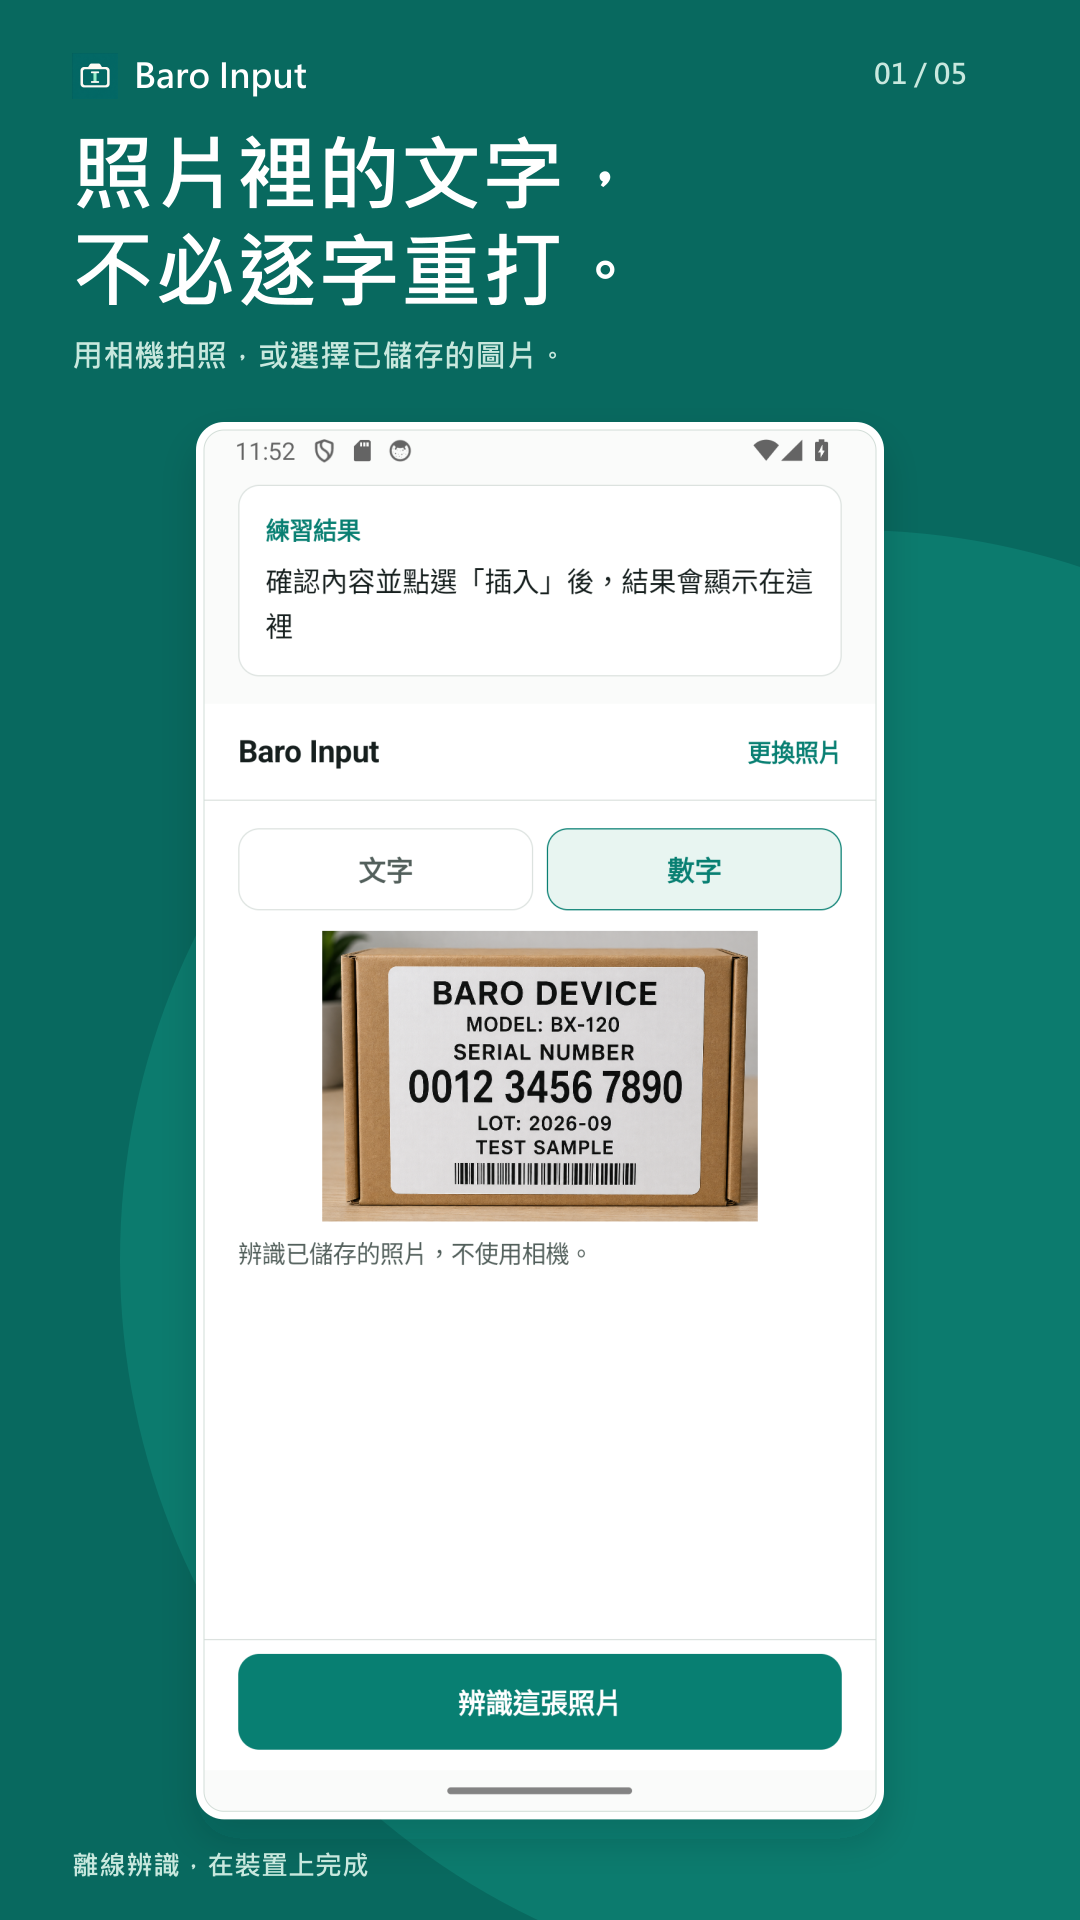 Baro Input
01 / 05
照片裡的文字，
不必逐字重打。
用相機拍照，或選擇已儲存的圖片。
11:52
練習結果
確認內容並點選「插入」後，結果會顯示在這
裡
Baro Input
更換照片
文字
數字
BARO DEVICE
MODEL: BX-120
SERIAL NUMBER
0012 3456 7890
LOT: 2026-09
TEST SAMPLE
辨識已儲存的照片，不使用相機。
辨識這張照片
離線辨識，在裝置上完成